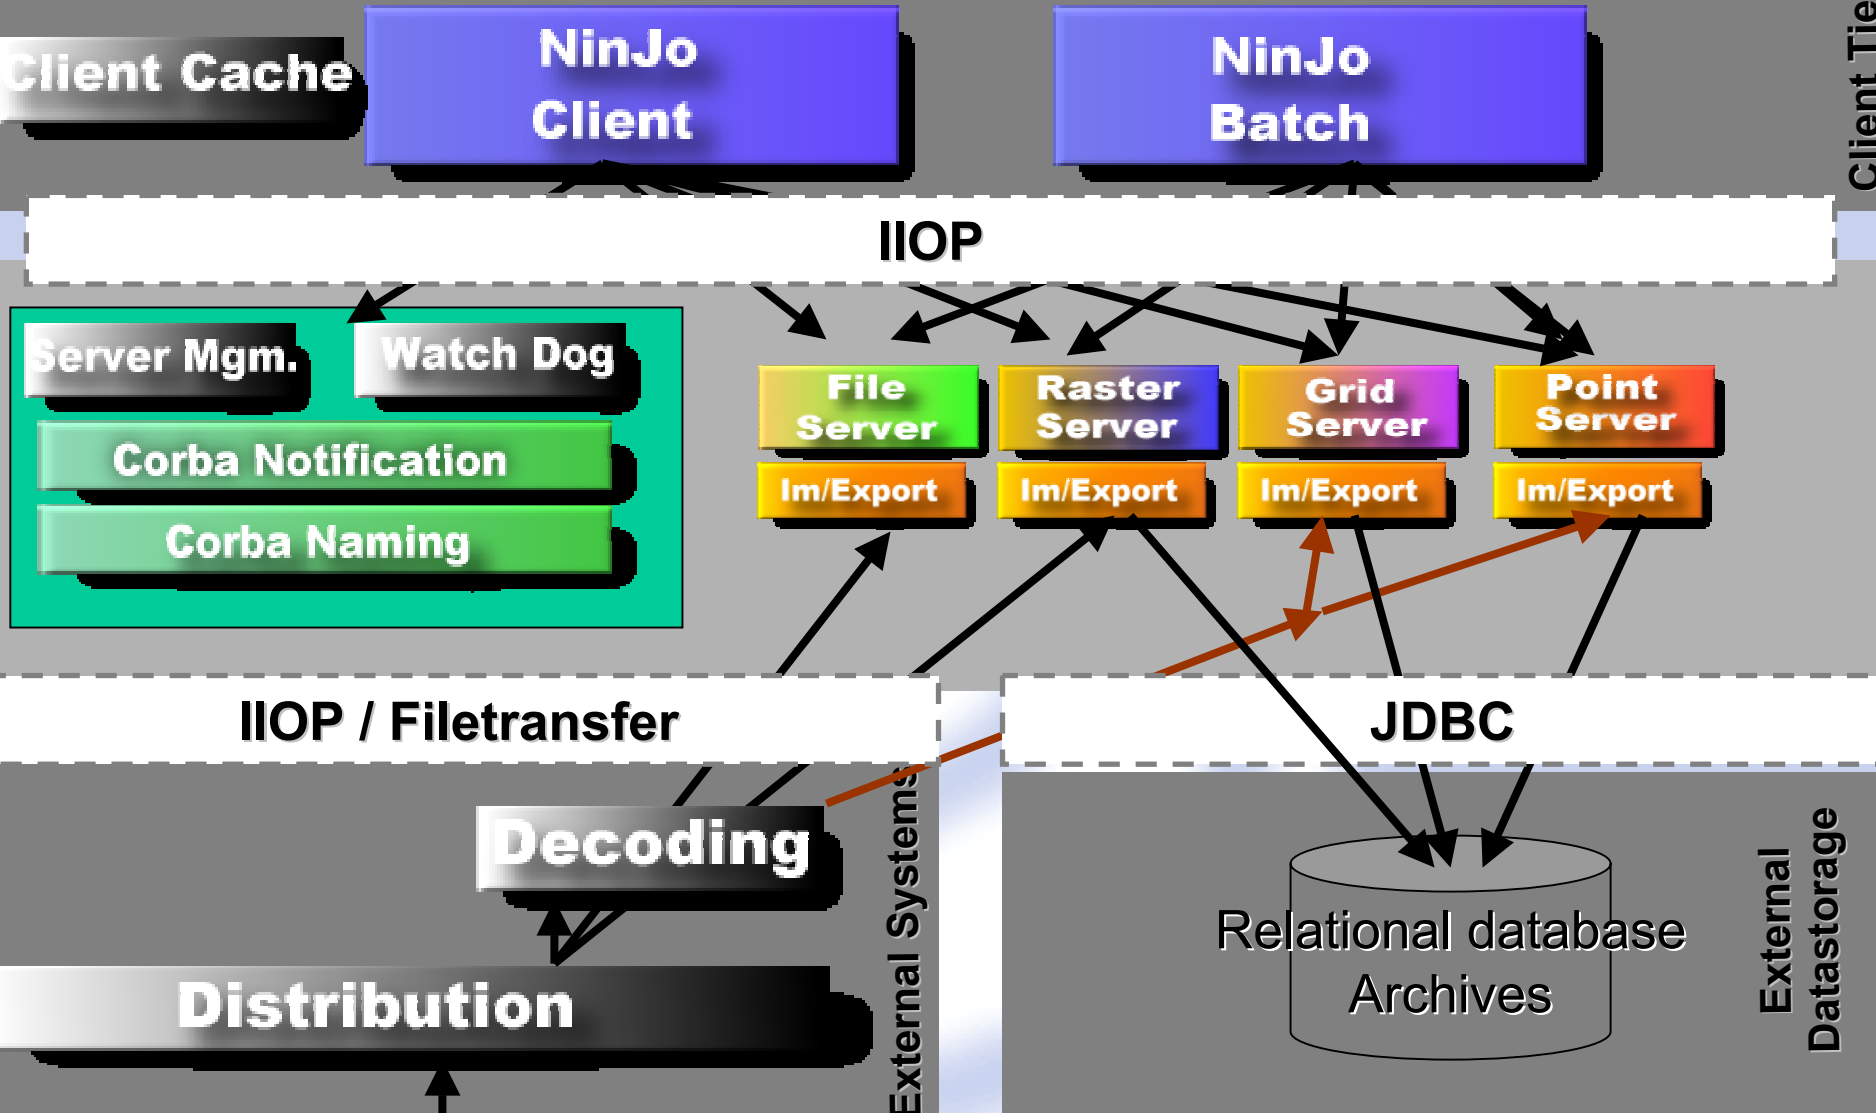 Client Cache
NinJo
Client
NinJo
Batch
Client Tie
IIOP
Server Mgm.
Watch Dog
Corba Notification
Corba Naming
File
Server
Raster
Server
Grid
Server
Point
Server
Im/Export
Im/Export
Im/Export
Im/Export
IIOP / Filetransfer
JDBC
Decoding
Distribution
External Systems
Relational database
Archives
External
Datastorage